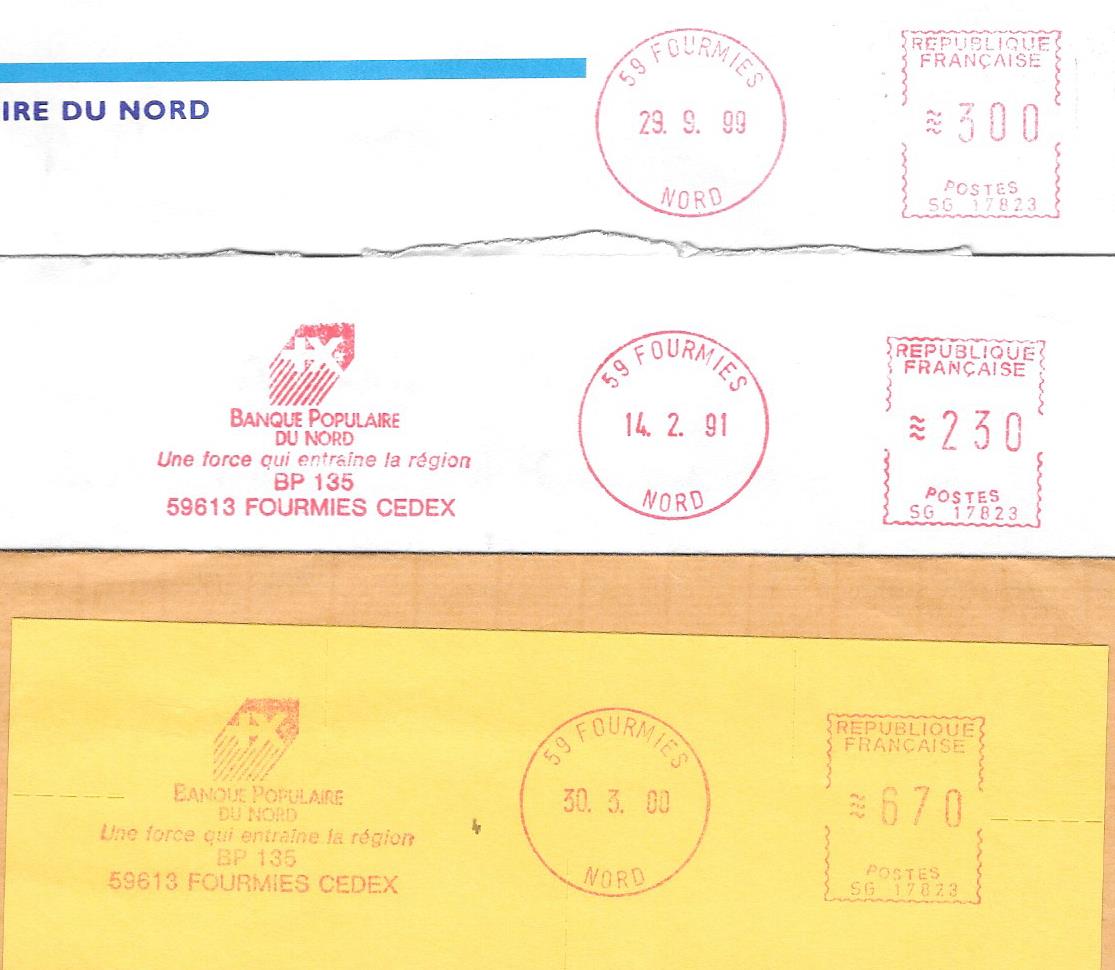 IRE DU NORD
59 FOURMIES
29. 9. 99
NORD
REPUBLIQUE
FRANÇAISE
≈300
POSTES
SG 17823
BANQUE POPULAIRE
DU NORD
Une force qui entraîne la région
BP 135
59613 FOURMIES CEDEX
59 FOURMIES
14. 2. 91
NORD
REPUBLIQUE
FRANÇAISE
≈230
POSTES
SG 17823
BANQUE POPULAIRE
DU NORD
Une force qui entraîne la région
BP 135
59613 FOURMIES CEDEX
59 FOURMIES
30. 3. 00
NORD
REPUBLIQUE
FRANÇAISE
≈670
POSTES
SG 17823